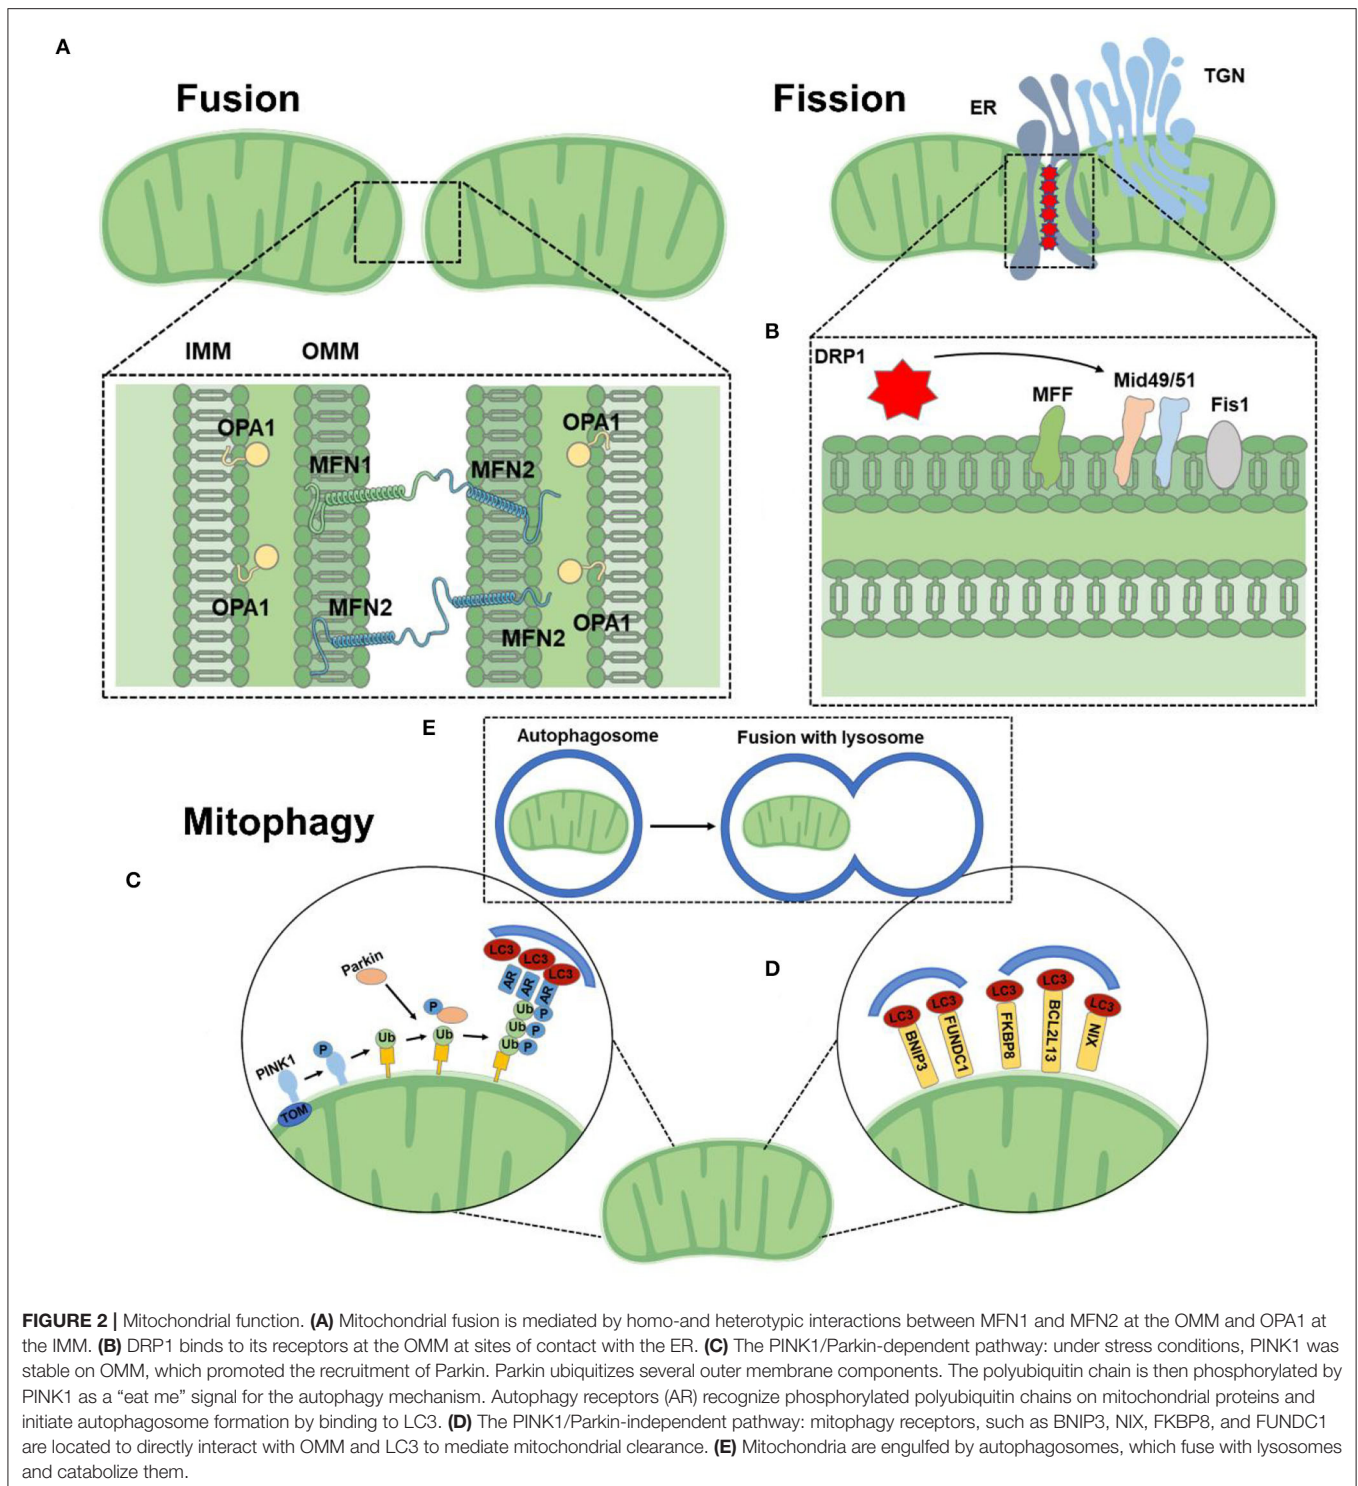 A
Fusion
Fission
ER
TGN
IMM
OMM
OPA1
OPA1
MFN1
MFN2
OPA1
MFN2
MFN2
OPA1
B
DRP1
Mid49/51
MFF
Fis1
E
Autophagosome
Fusion with lysosome
Mitophagy
C
Parkin
PINK1
TOM
P
Ub
P
Ub
LC3
LC3
LC3
AR
AR
AR
Ub
P
Ub
P
Ub
P
D
LC3
LC3
LC3
LC3
LC3
BNIP3
FUNDC1
FKBP8
BCL2L13
NIX
FIGURE 2 | Mitochondrial function. (A) Mitochondrial fusion is mediated by homo-and heterotypic interactions between MFN1 and MFN2 at the OMM and OPA1 at
the IMM. (B) DRP1 binds to its receptors at the OMM at sites of contact with the ER. (C) The PINK1/Parkin-dependent pathway: under stress conditions, PINK1 was
stable on OMM, which promoted the recruitment of Parkin. Parkin ubiquitizes several outer membrane components. The polyubiquitin chain is then phosphorylated by
PINK1 as a “eat me” signal for the autophagy mechanism. Autophagy receptors (AR) recognize phosphorylated polyubiquitin chains on mitochondrial proteins and
initiate autophagosome formation by binding to LC3. (D) The PINK1/Parkin-independent pathway: mitophagy receptors, such as BNIP3, NIX, FKBP8, and FUNDC1
are located to directly interact with OMM and LC3 to mediate mitochondrial clearance. (E) Mitochondria are engulfed by autophagosomes, which fuse with lysosomes
and catabolize them.